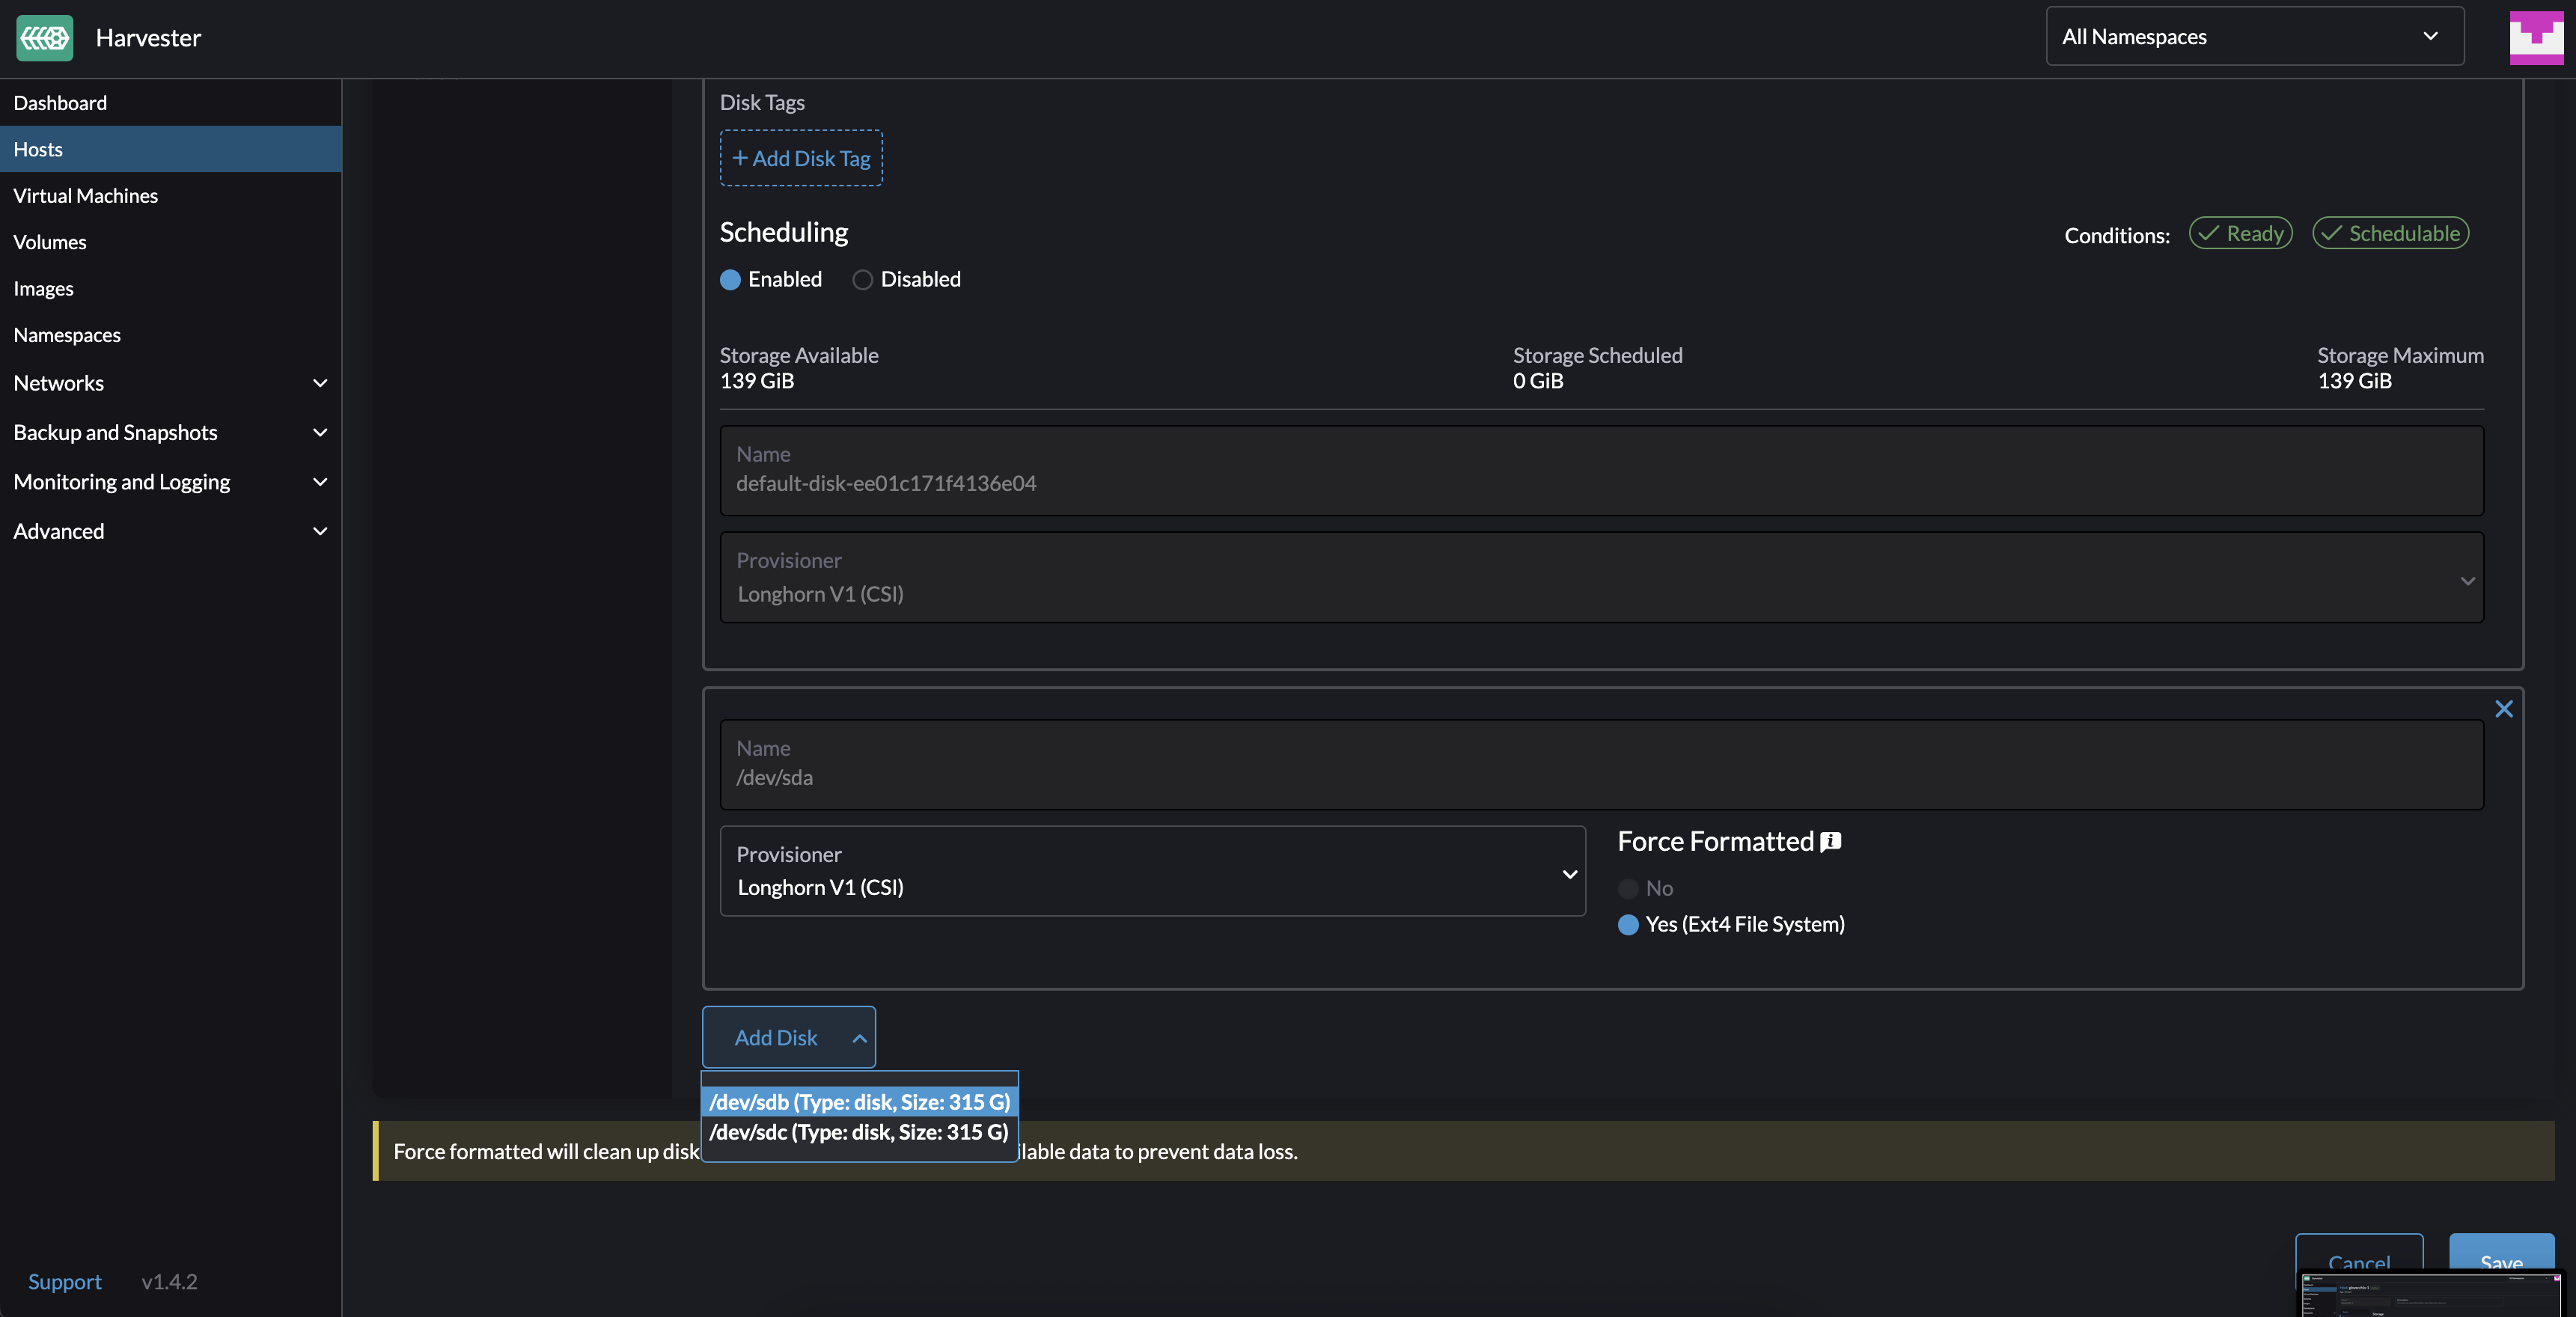 Harvester
All Namespaces
Dashboard
Hosts
Virtual Machines
Volumes
Images
Namespaces
Networks
Backup and Snapshots
Monitoring and Logging
Advanced
Support
v1.4.2
Disk Tags
+ Add Disk Tag
Scheduling
Conditions:
Ready
Schedulable
Enabled
Disabled
Storage Available
139 GiB
Storage Scheduled
0 GiB
Storage Maximum
139 GiB
Name
default-disk-ee01c171f4136e04
Provisioner
Longhorn V1 (CSI)
Name
/dev/sda
Provisioner
Longhorn V1 (CSI)
Force Formatted
No
Yes (Ext4 File System)
Add Disk
/dev/sdb (Type: disk, Size: 315 G)
/dev/sdc (Type: disk, Size: 315 G)
Force formatted will clean up disk ilable data to prevent data loss.
Cancel
Save